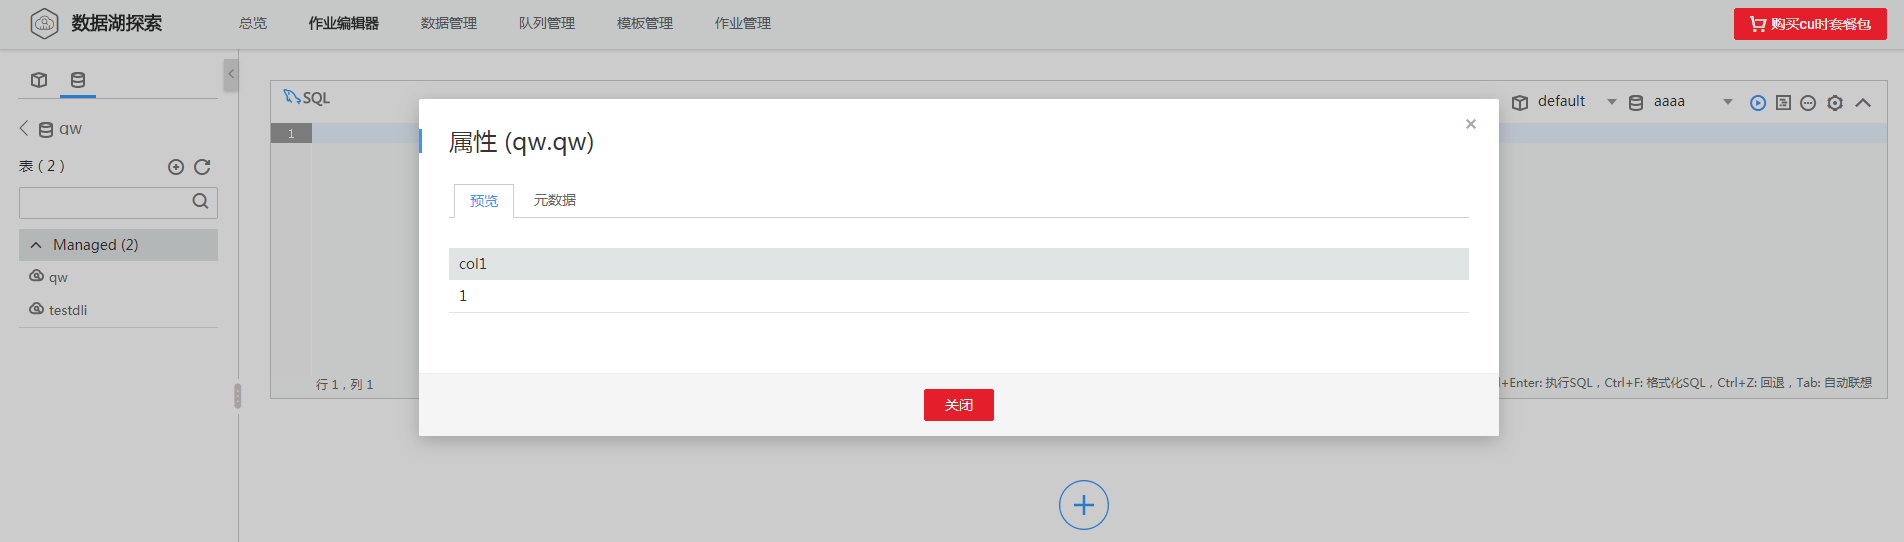 数据湖探索
总览 作业编辑器 数据管理 队列管理 模板管理 作业管理
购买cu时套餐包
qw
表 ( 2 )
Managed (2)
qw
testdli
SQL
default
aaaa
1
属性 (qw.qw)
×
预览 元数据
col1
1
关闭
行 1，列 1
+Enter: 执行SQL，Ctrl+F: 格式化SQL，Ctrl+Z: 回退，Tab: 自动联想